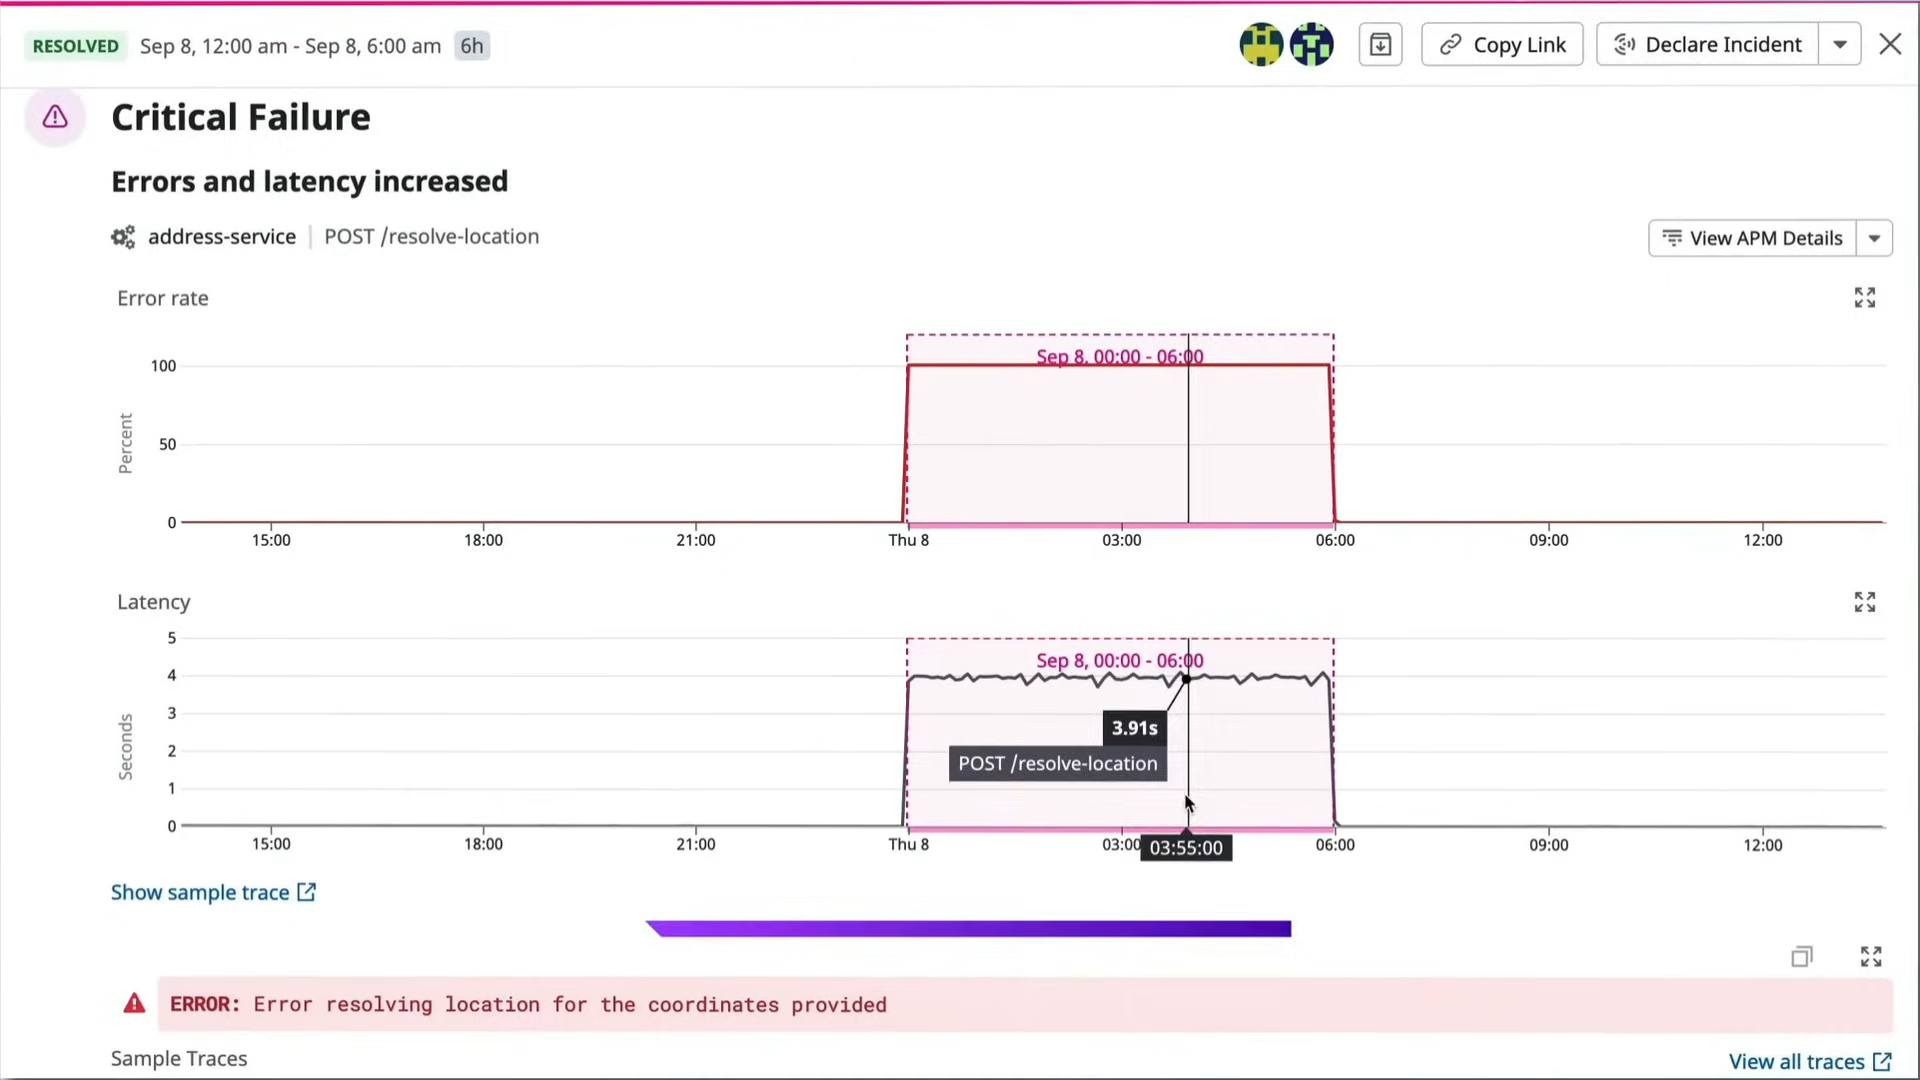 RESOLVED Sep 8, 12:00 am - Sep 8, 6:00 am 6h Copy Link Declare Incident
Critical Failure
Errors and latency increased
address-service | POST /resolve-location View APM Details
Error rate
Sep 8, 00:00 - 06:00
100
50
0
Percent
15:00 18:00 21:00 Thu 8 03:00 06:00 09:00 12:00
Latency
5
Sep 8, 00:00 - 06:00
4
3
3.91s
2
POST /resolve-location
1
0
Seconds
15:00 18:00 21:00 Thu 8 03:00 03:55:00 06:00 09:00 12:00
Show sample trace
ERROR: Error resolving location for the coordinates provided
Sample Traces View all traces